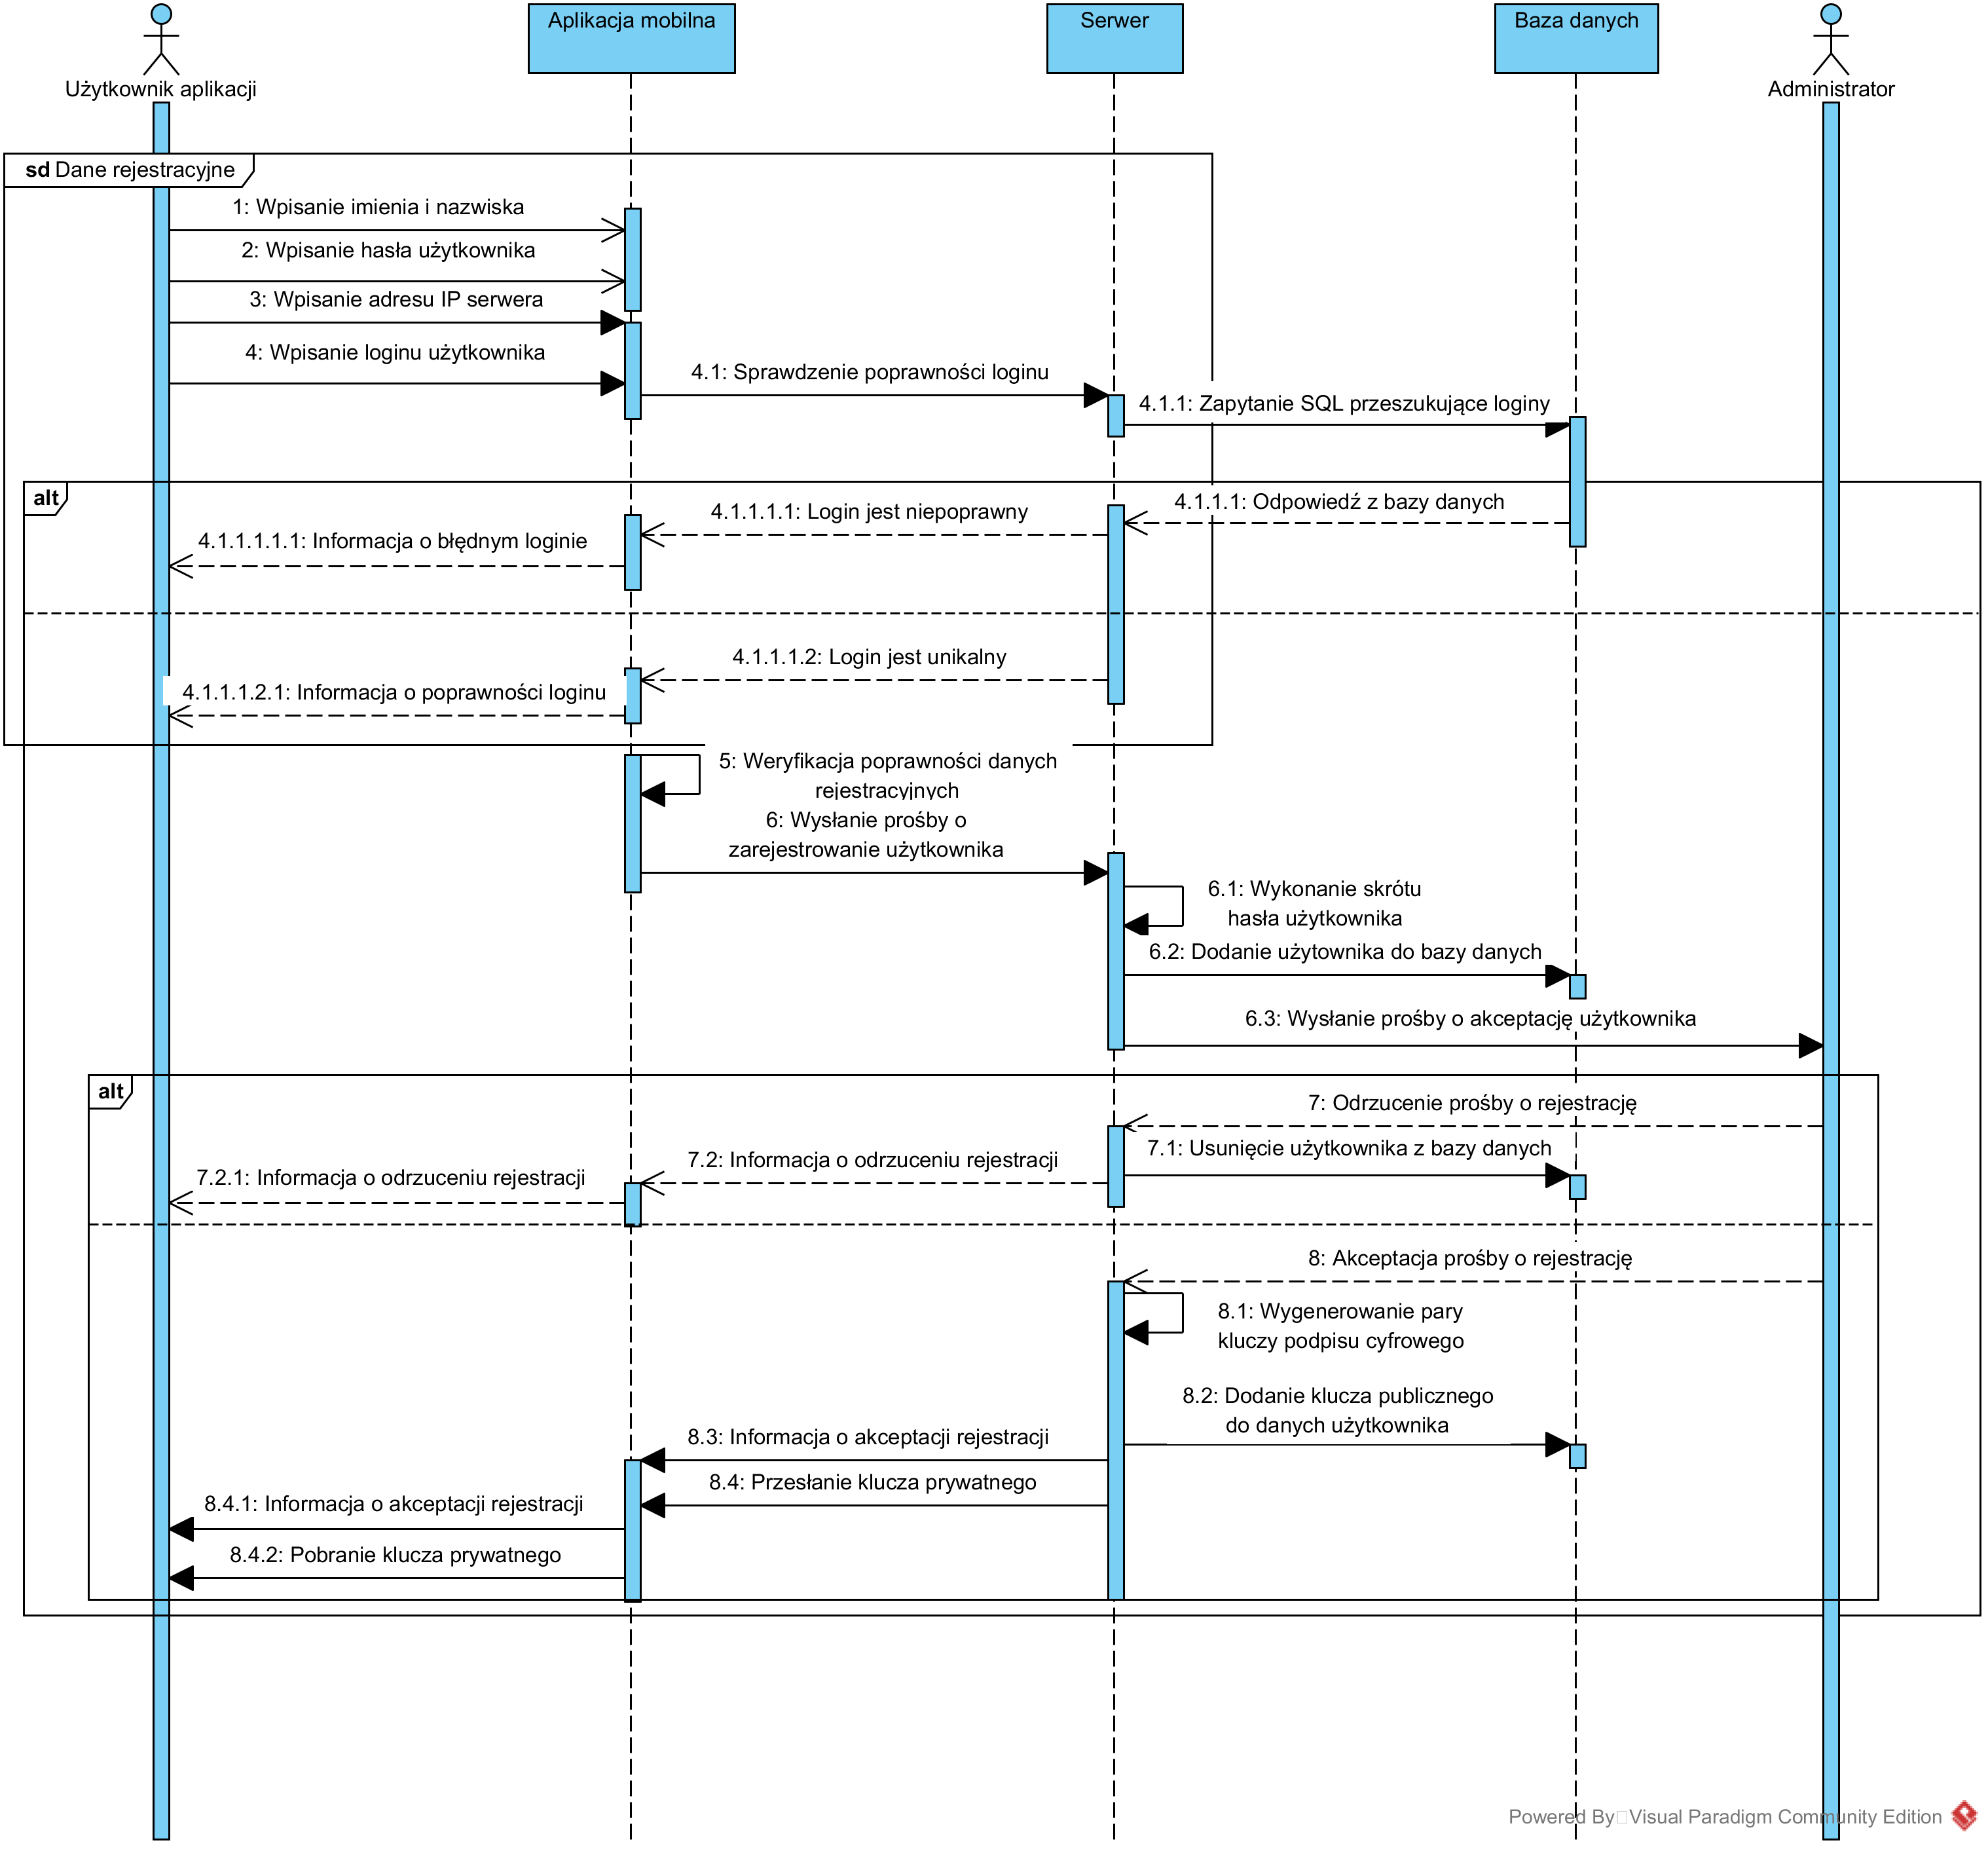 Użytkownik aplikacji
Aplikacja mobilna
Serwer
Baza danych
Administrator
sd Dane rejestracyjne
1: Wpisanie imienia i nazwiska
2: Wpisanie hasła użytkownika
3: Wpisanie adresu IP serwera
4: Wpisanie loginu użytkownika
4.1: Sprawdzenie poprawności loginu
4.1.1: Zapytanie SQL przeszukujące loginy
alt
4.1.1.1: Odpowiedź z bazy danych
4.1.1.1.1: Login jest niepoprawny
4.1.1.1.1.1: Informacja o błędnym loginie
4.1.1.1.2: Login jest unikalny
4.1.1.1.2.1: Informacja o poprawności loginu
5: Weryfikacja poprawności danych
rejestracyjnych
6: Wysłanie prośby o
zarejestrowanie użytkownika
6.1: Wykonanie skrótu
hasła użytkownika
6.2: Dodanie użytownika do bazy danych
6.3: Wysłanie prośby o akceptację użytkownika
alt
7: Odrzucenie prośby o rejestrację
7.1: Usunięcie użytkownika z bazy danych
7.2: Informacja o odrzuceniu rejestracji
7.2.1: Informacja o odrzuceniu rejestracji
8: Akceptacja prośby o rejestrację
8.1: Wygenerowanie pary
kluczy podpisu cyfrowego
8.2: Dodanie klucza publicznego
do danych użytkownika
8.3: Informacja o akceptacji rejestracji
8.4: Przesłanie klucza prywatnego
8.4.1: Informacja o akceptacji rejestracji
8.4.2: Pobranie klucza prywatnego
Powered By Visual Paradigm Community Edition